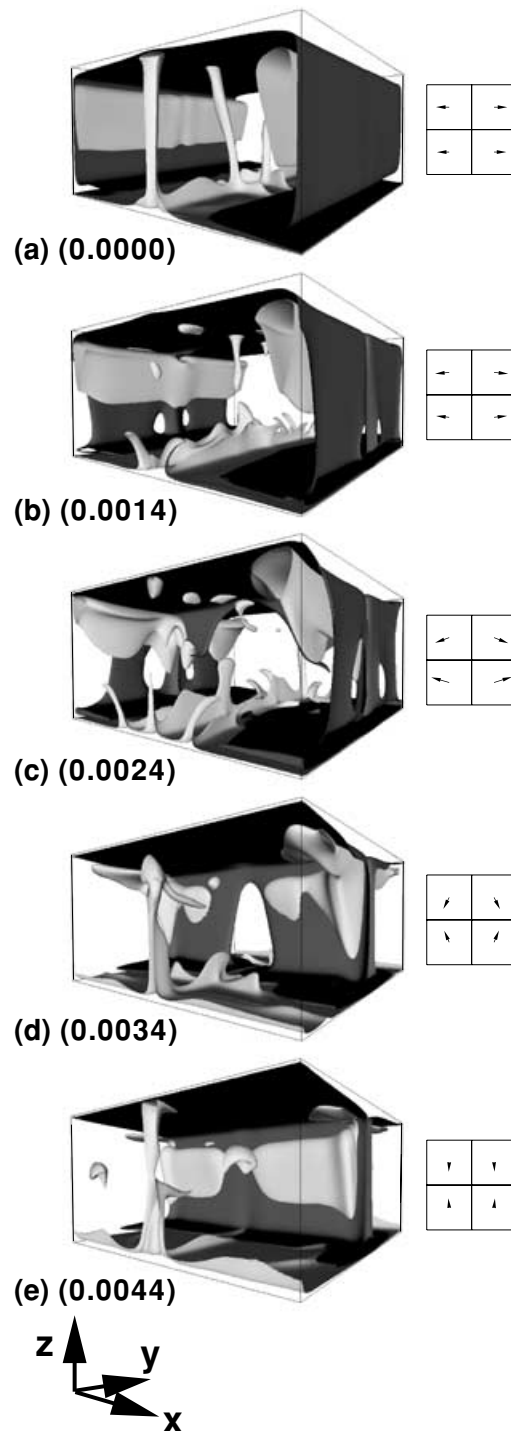 (a) (0.0000)
(b) (0.0014)
(c) (0.0024)
(d) (0.0034)
(e) (0.0044)
z
y
x